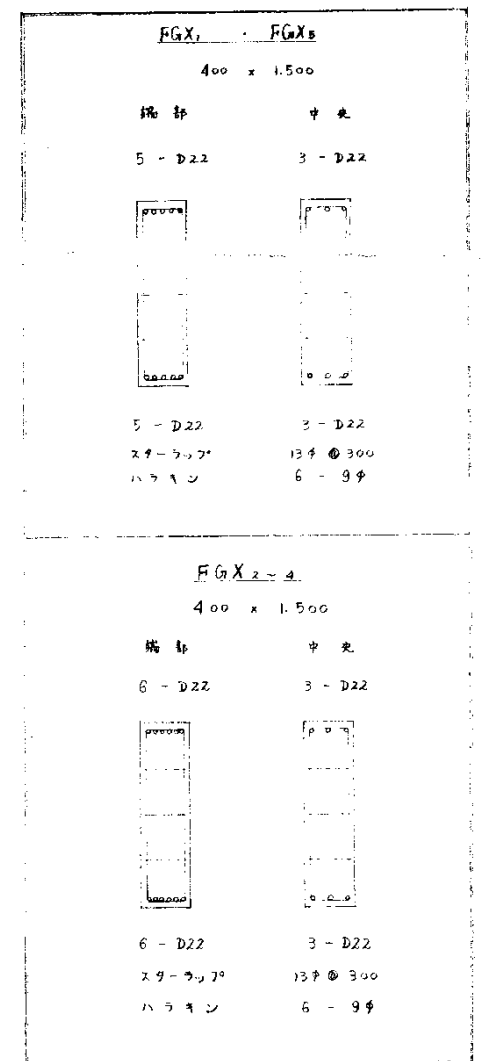 FGX₁ ・ FGX₅
400 × 1.500
端部 中央
5 - D22 3 - D22
5 - D22 3 - D22
スターラップ 13φ @ 300
ハラキン 6 - 9φ
FGX₂~₄
400 × 1.500
端部 中央
6 - D22 3 - D22
6 - D22 3 - D22
スターラップ 13φ @ 300
ハラキン 6 - 9φ